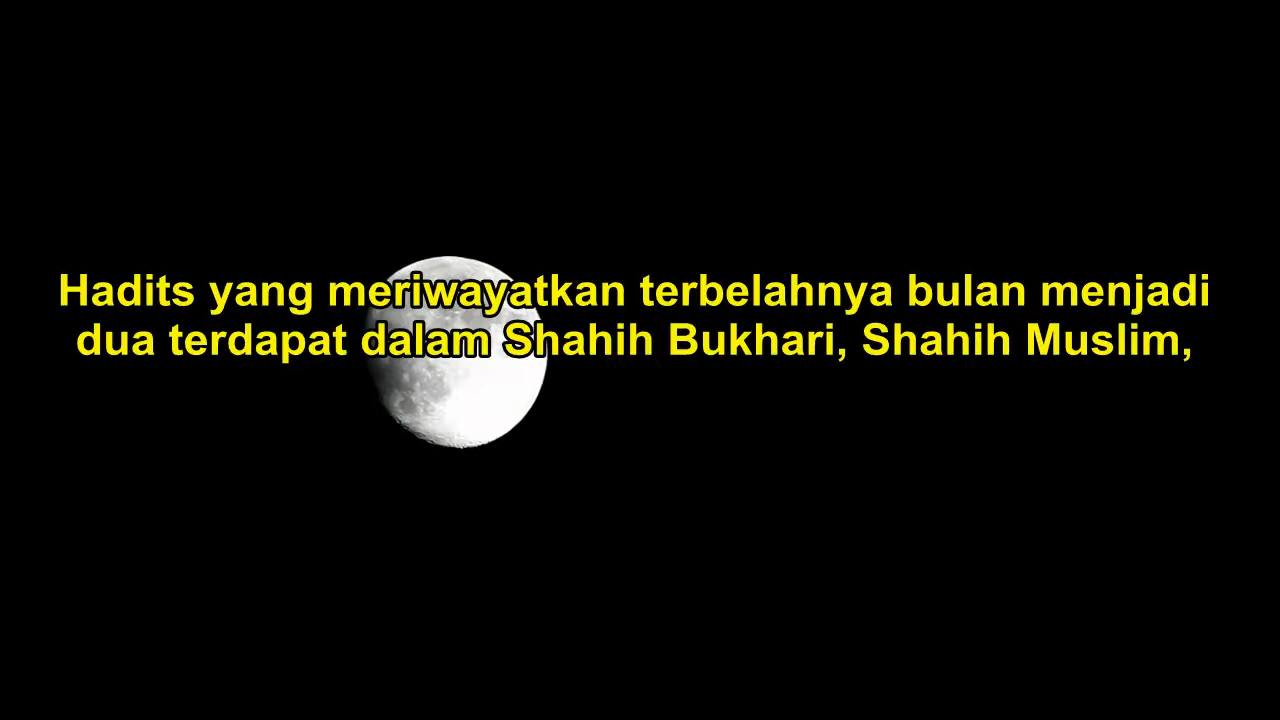 Hadits yang meriwayatkan terbelahnya bulan menjadi
dua terdapat dalam Shahih Bukhari, Shahih Muslim,